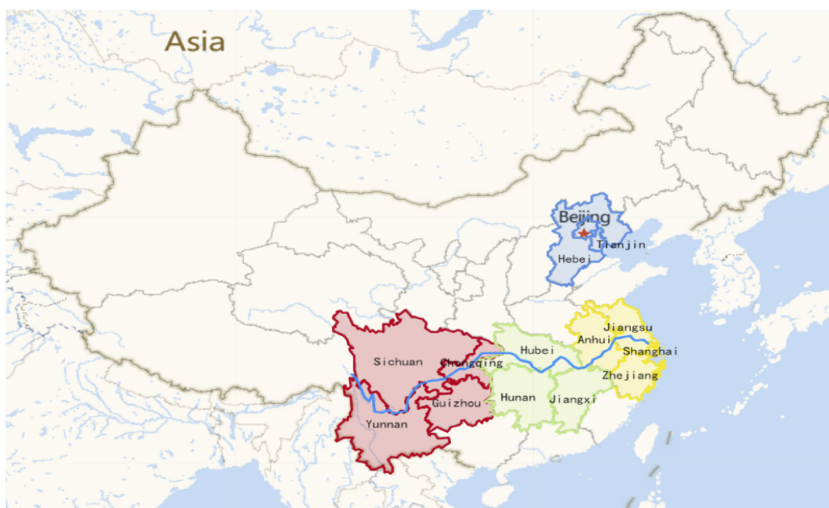 Asia
Beijing
Tianjin
Hebei
Jiangsu
Anhui
Shanghai
Hubei
Sichuan
Chongqing
Zhejiang
Hunan
Jiangxi
Guizhou
Yunnan